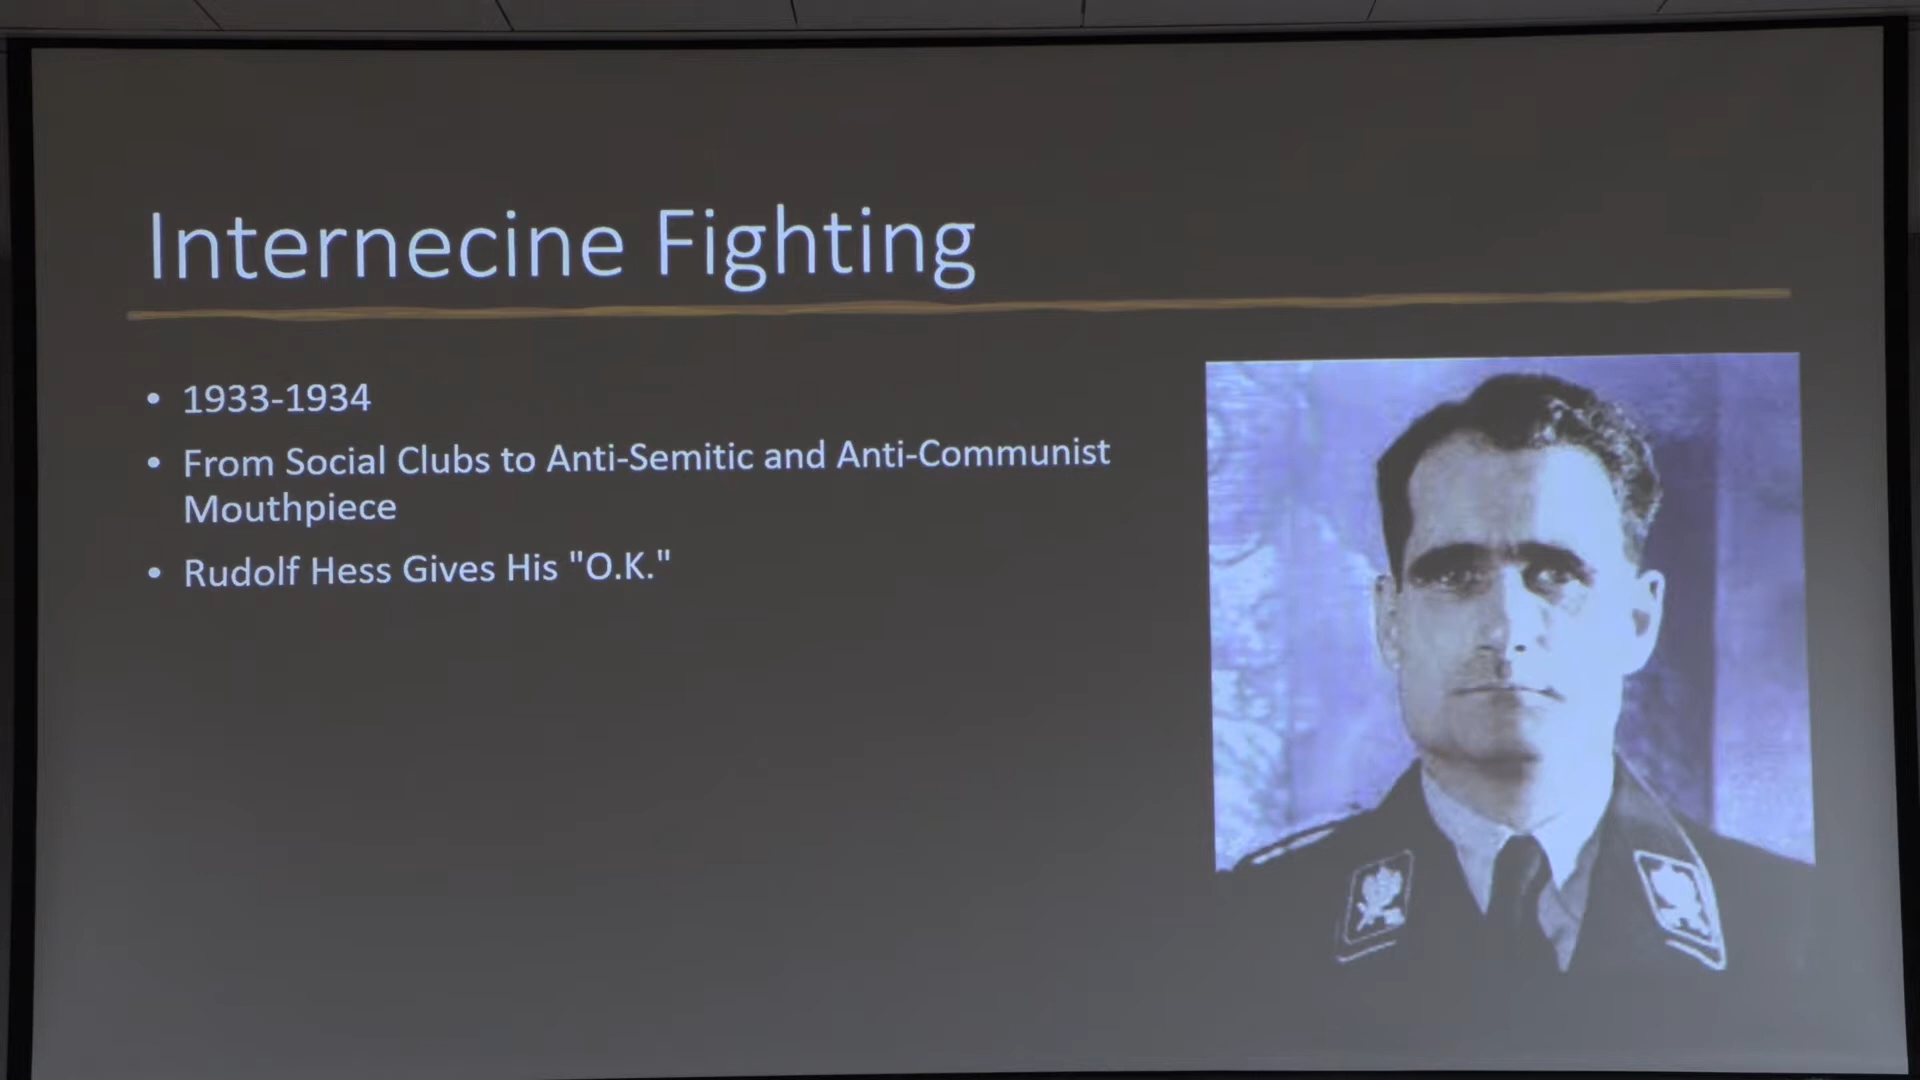 Internecine Fighting
• 1933-1934
• From Social Clubs to Anti-Semitic and Anti-Communist
Mouthpiece
• Rudolf Hess Gives His "O.K."